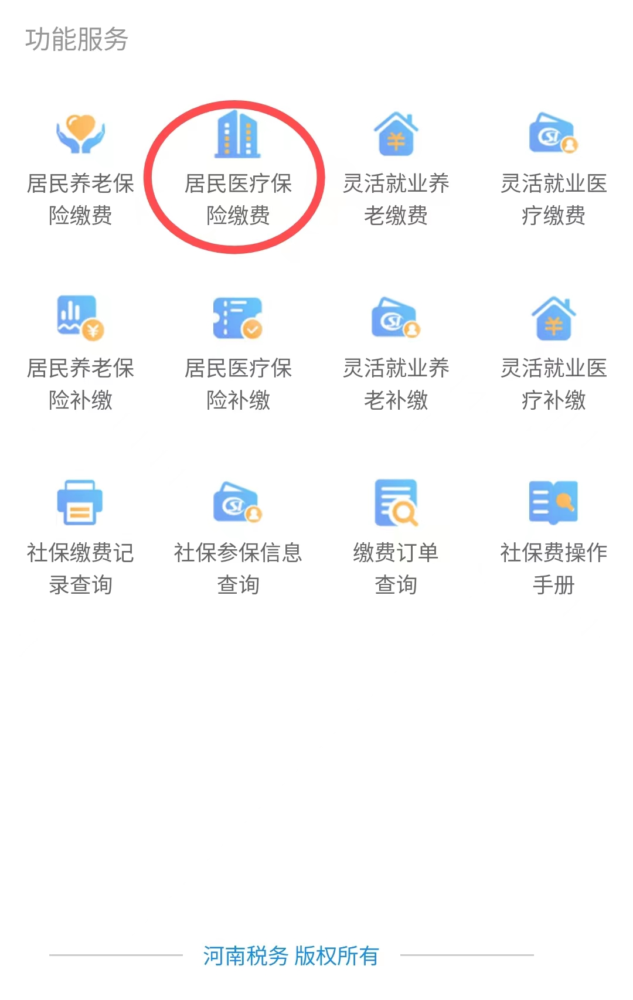 功能服务
居民养老保 居民医疗保 灵活就业养 灵活就业医
险缴费 险缴费 老缴费 疗缴费
居民养老保 居民医疗保 灵活就业养 灵活就业医
险补缴 险补缴 老补缴 疗补缴
社保缴费记 社保参保信息 缴费订单 社保费操作
录查询 查询 查询 手册
河南税务 版权所有